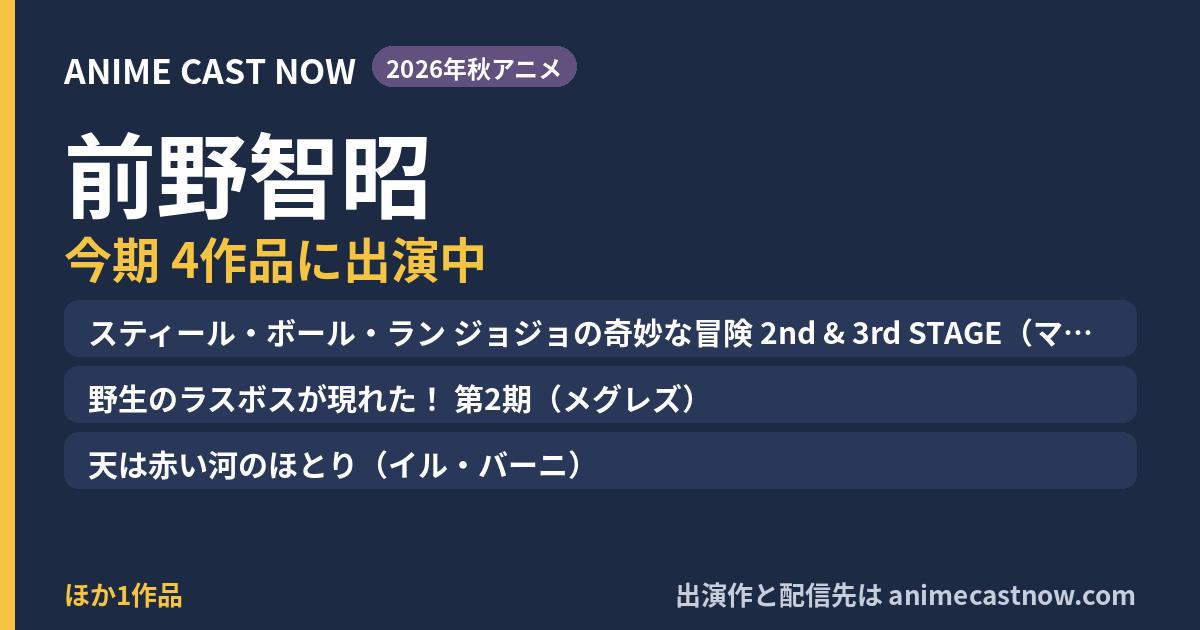 ANIME CAST NOW 2026年秋アニメ
前野智昭
今期 4作品に出演中
スティール・ボール・ラン ジョジョの奇妙な冒険 2nd & 3rd STAGE（マ…
野生のラスボスが現れた！ 第2期（メグレズ）
天は赤い河のほとり（イル・バーニ）
ほか1作品
出演作と配信先は animecastnow.com